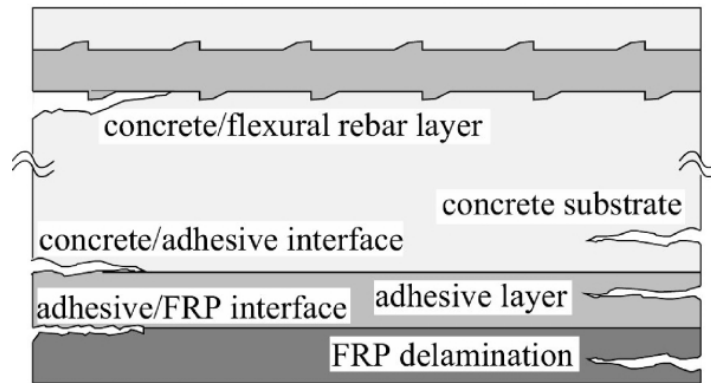 concrete/flexural rebar layer
concrete substrate
concrete/adhesive interface
adhesive layer
adhesive/FRP interface
FRP delamination